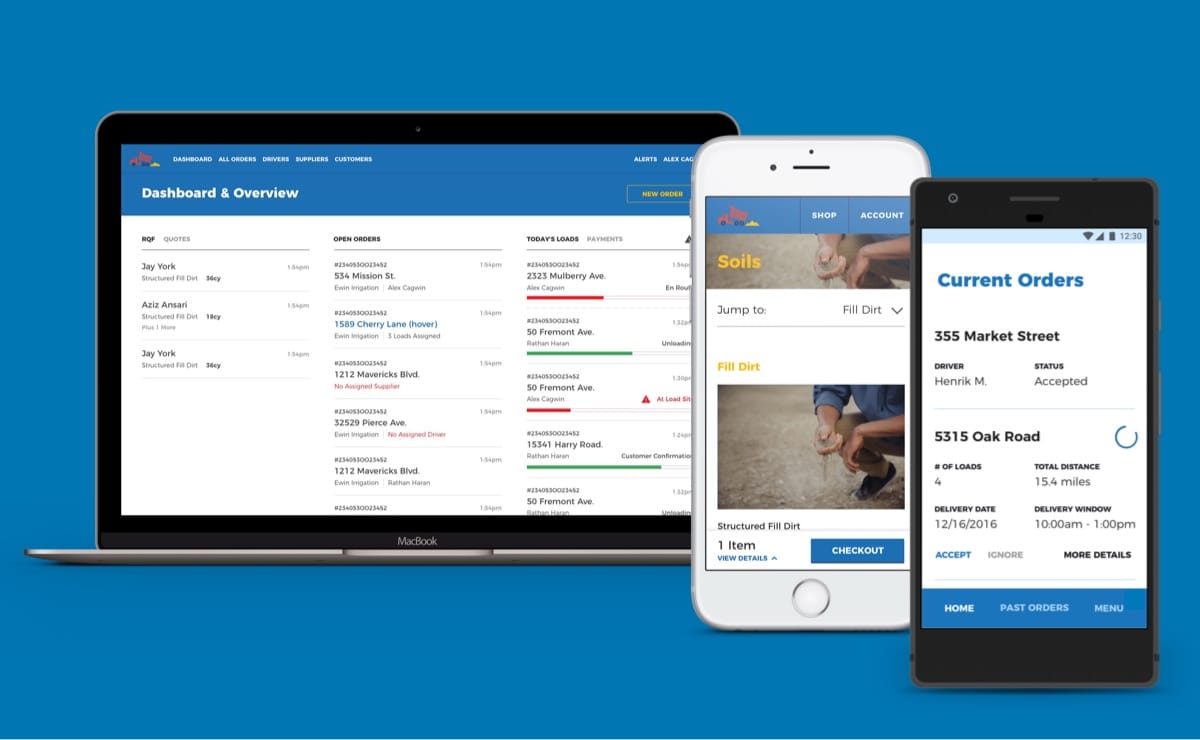 DASHBOARD ALL ORDERS DRIVERS SUPPLIERS CUSTOMERS
ALERTS ALEX CAG
Dashboard & Overview
NEW ORDER
RQF QUOTES
Jay York 1:54pm
Structured Fill Dirt 36cy
Aziz Ansari 1:54pm
Structured Fill Dirt 18cy
Plus 1 More
Jay York 1:54pm
Structured Fill Dirt 36cy
OPEN ORDERS
#2340530023452 1:54pm
534 Mission St.
Ewin Irrigation Alex Cagwin
#2340530023452 1:54pm
1589 Cherry Lane (hover)
Ewin Irrigation 3 Loads Assigned
#2340530023452 1:54pm
1212 Mavericks Blvd.
No Assigned Supplier
#2340530023452 1:54pm
32529 Pierce Ave.
Ewin Irrigation No Assigned Driver
#2340530023452 1:54pm
1212 Mavericks Blvd.
Ewin Irrigation Rathan Haran
#2340530023452 1:54pm
TODAY'S LOADS PAYMENTS
#2340530023452 1:54p
2323 Mulberry Ave.
Alex Cagwin En Rout
#2340530023452 1:32p
50 Fremont Ave.
Rathan Haran Unloadin
#2340530023452 1:30p
50 Fremont Ave.
Alex Cagwin At Load Sit
#2340530023452 1:24p
15341 Harry Road.
Rathan Haran Customer Confirmatio
#2340530023452 1:52p
50 Fremont Ave.
Rathan Haran Unloadin
MacBook
SHOP ACCOUNT
Soils
Jump to: Fill Dirt
Fill Dirt
Structured Fill Dirt
1 Item
VIEW DETAILS
CHECKOUT
12:30
Current Orders
355 Market Street
DRIVER STATUS
Henrik M. Accepted
5315 Oak Road
# OF LOADS TOTAL DISTANCE
4 15.4 miles
DELIVERY DATE DELIVERY WINDOW
12/16/2016 10:00am - 1:00pm
ACCEPT IGNORE MORE DETAILS
HOME PAST ORDERS MENU